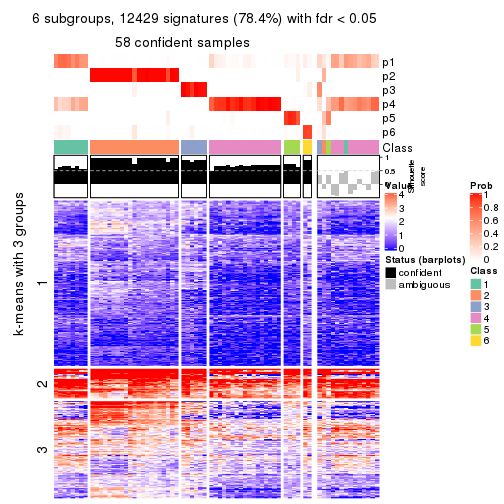 6 subgroups, 12429 signatures (78.4%) with fdr < 0.05
58 confident samples
p1
p2
p3
p4
p5
p6
Class
1
0.5
0
Silhouette
score
k-means with 3 groups
1
2
3
Value
4
3
2
1
0
Status (barplots)
confident
ambiguous
Prob
1
0.8
0.6
0.4
0.2
0
Class
1
2
3
4
5
6